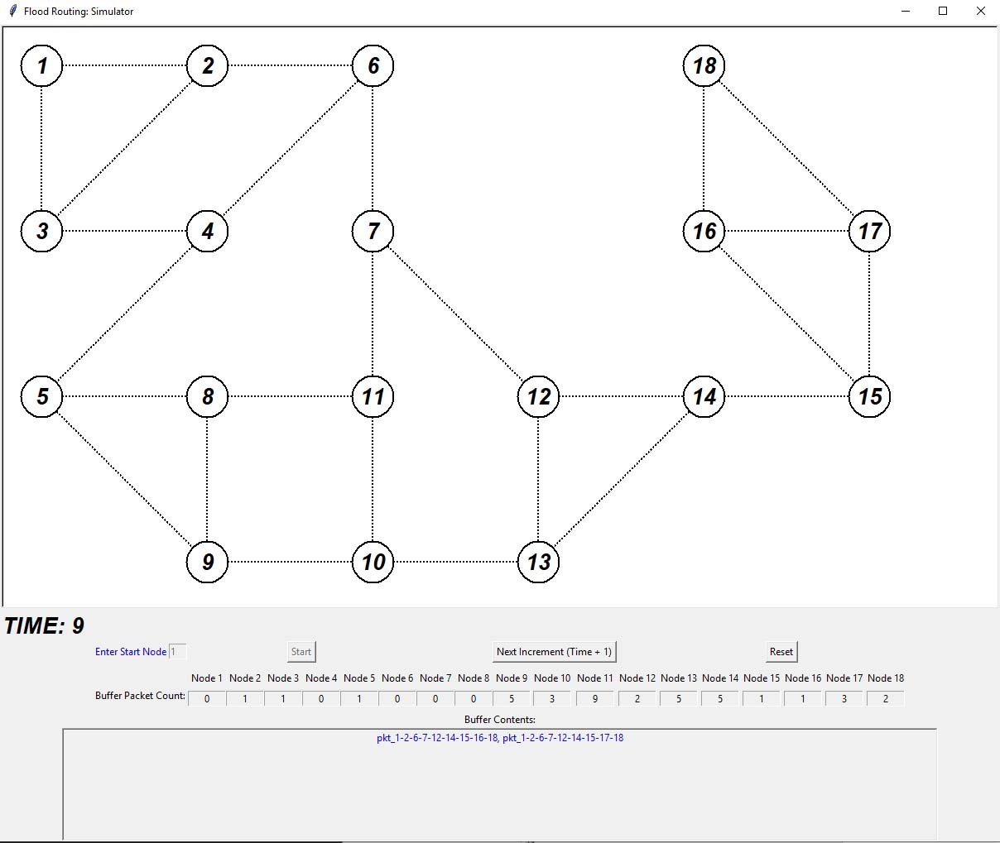 Flood Routing: Simulator
1 2 6 18
3 4 7 16 17
5 8 11 12 14 15
9 10 13
TIME: 9
Enter Start Node 1 Start Next Increment (Time + 1) Reset
Node 1 Node 2 Node 3 Node 4 Node 5 Node 6 Node 7 Node 8 Node 9 Node 10 Node 11 Node 12 Node 13 Node 14 Node 15 Node 16 Node 17 Node 18
Buffer Packet Count: 0 1 1 0 1 0 0 0 5 3 9 2 5 5 1 1 3 2
Buffer Contents:
pkt_1-2-6-7-12-14-15-16-18, pkt_1-2-6-7-12-14-15-17-18